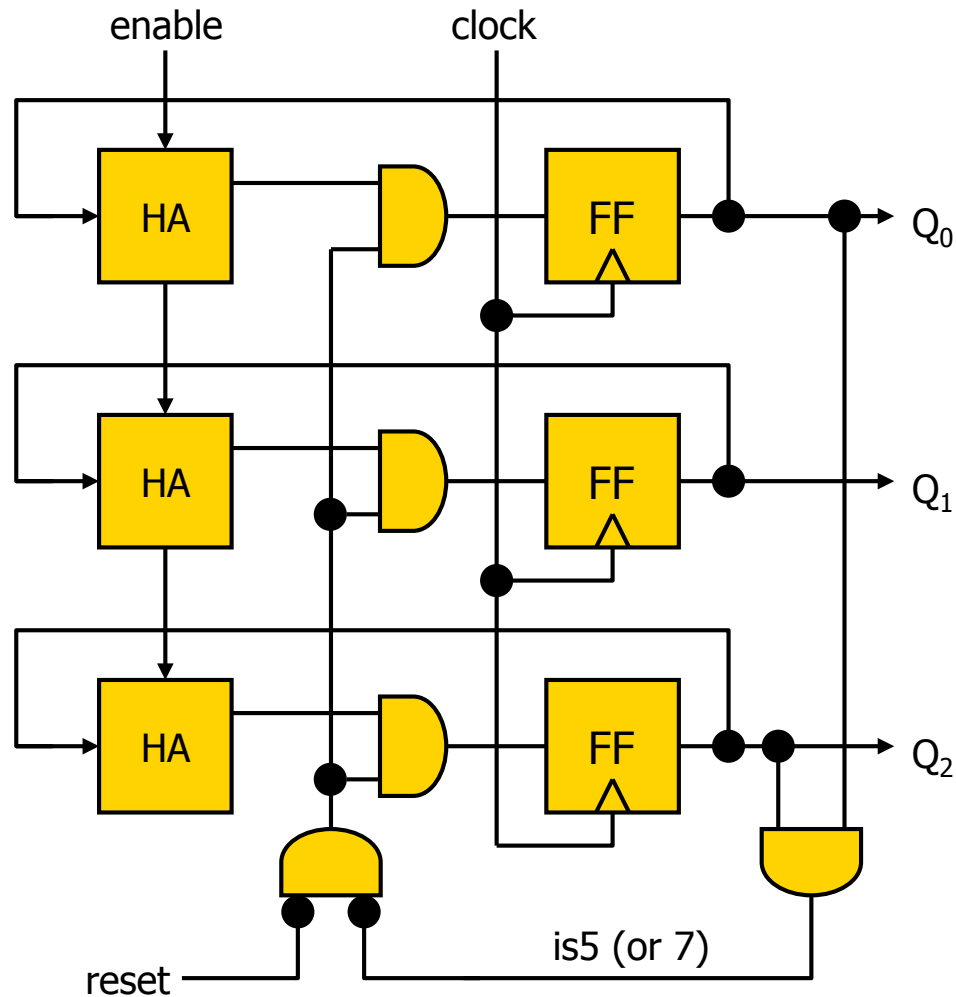 enable clock
HA FF Q₀
HA FF Q₁
HA FF Q₂
is5 (or 7)
reset